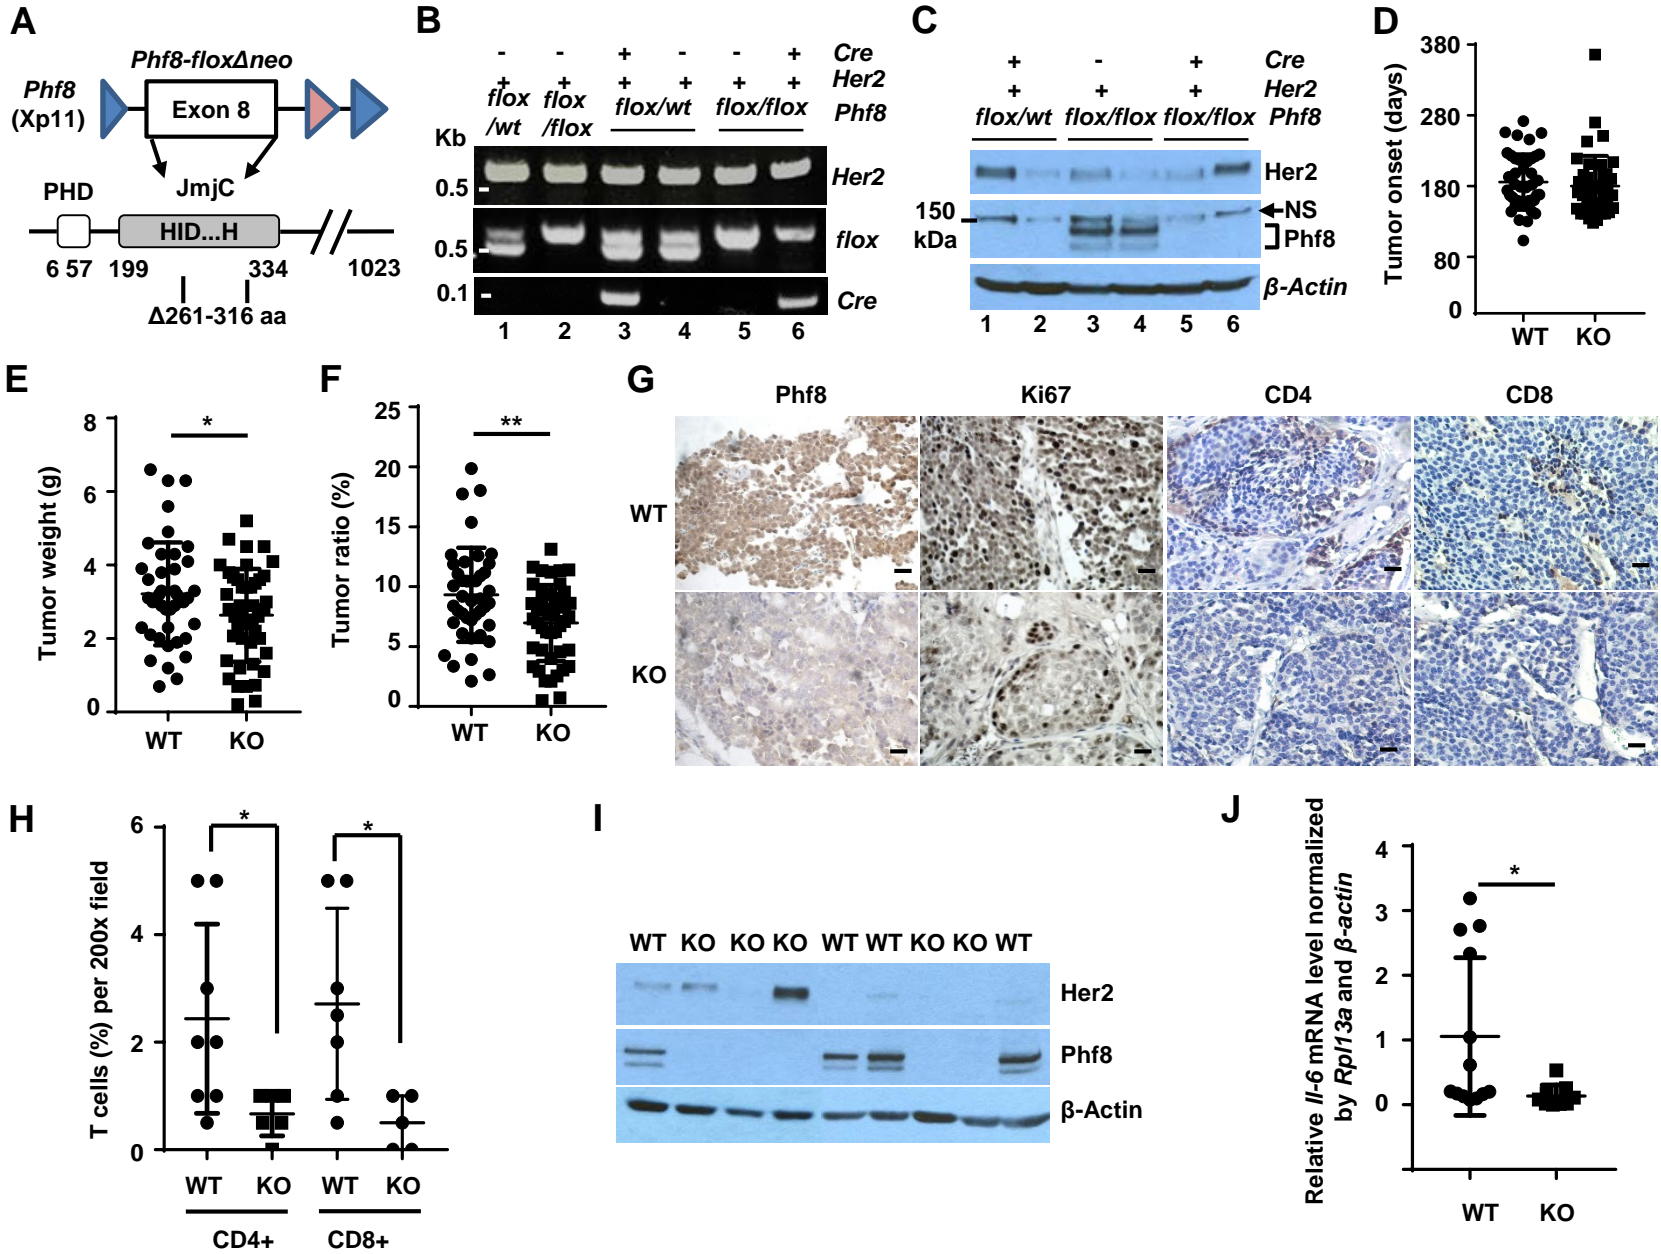 A
Phf8-floxΔneo
Phf8
(Xp11)
Exon 8
JmjC
PHD
HID...H
6 57 199 334 1023
Δ261-316 aa
B
- - + - - + Cre
+ + + + + + Her2
flox/wt flox/flox flox/wt flox/flox Phf8
Kb
0.5
Her2
0.5
flox
0.1
Cre
1 2 3 4 5 6
C
+ - + Cre
+ + + Her2
flox/wt flox/flox flox/flox Phf8
Her2
150
kDa
NS
Phf8
β-Actin
1 2 3 4 5 6
D
Tumor onset (days)
380
280
180
80
0
WT KO
E
Tumor weight (g)
8
6
4
2
0
*
WT KO
F
Tumor ratio (%)
25
20
15
10
5
0
**
WT KO
G
Phf8 Ki67 CD4 CD8
WT
KO
H
T cells (%) per 200x field
6
4
2
0
* *
WT KO WT KO
CD4+ CD8+
I
WT KO KO KO WT WT KO KO WT
Her2
Phf8
β-Actin
J
Relative Il-6 mRNA level normalized
by Rpl13a and β-actin
4
3
2
1
0
*
WT KO